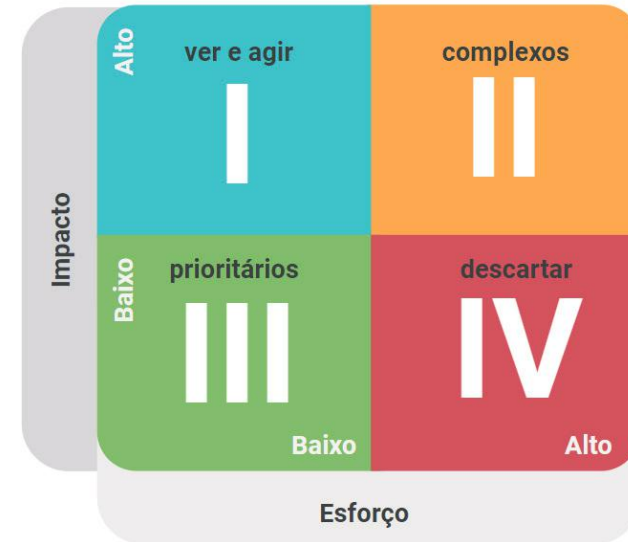 Alto
ver e agir
complexos
I
II
Impacto
Baixo
prioritários
descartar
III
IV
Baixo
Alto
Esforço